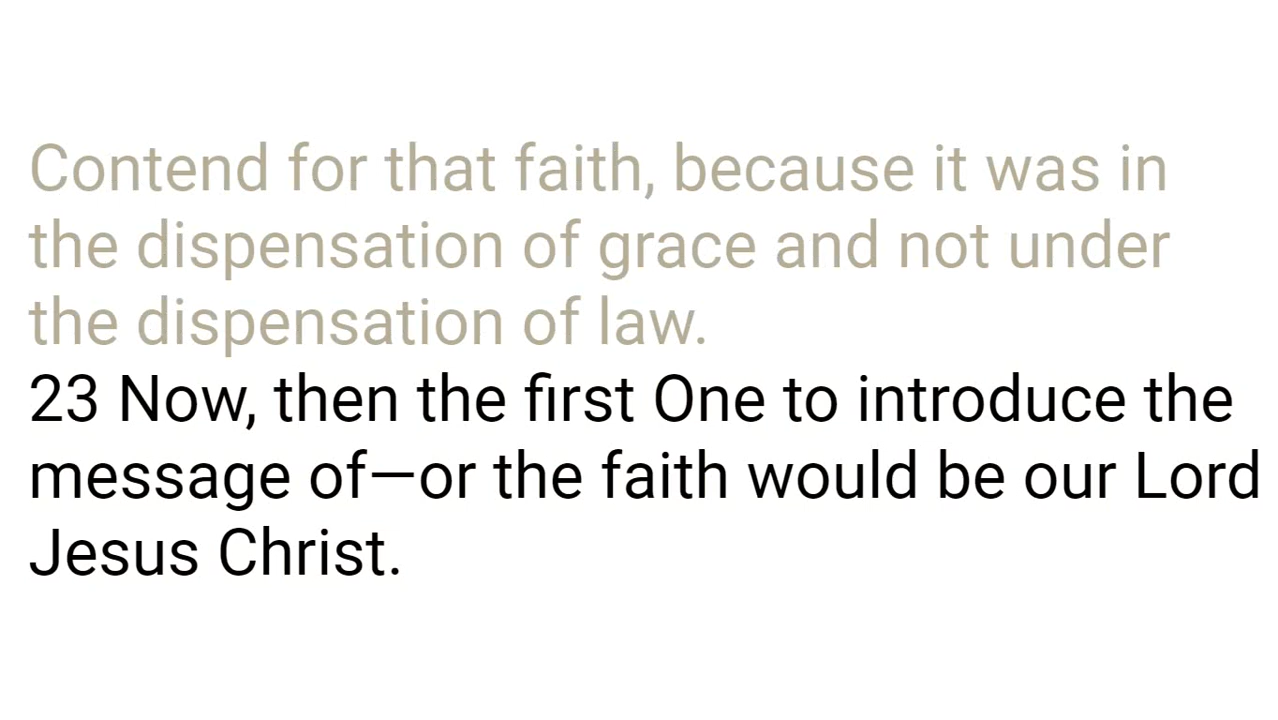 Contend for that faith, because it was in
the dispensation of grace and not under
the dispensation of law.
23 Now, then the first One to introduce the
message of—or the faith would be our Lord
Jesus Christ.